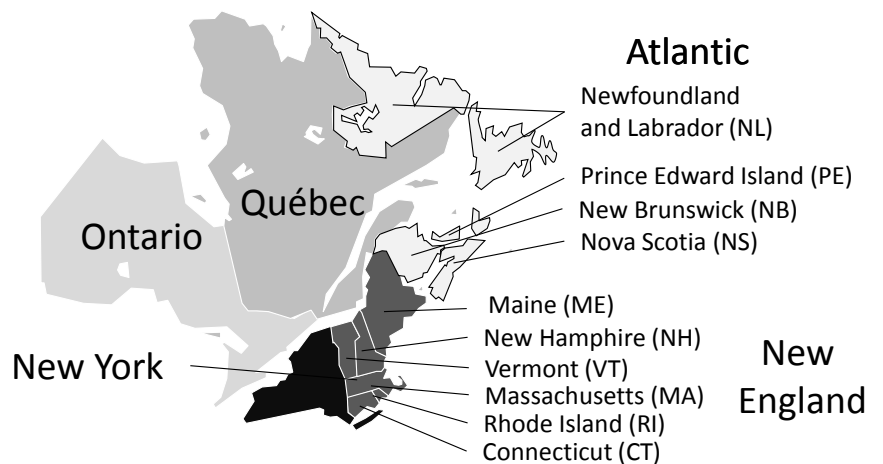 Atlantic
Newfoundland
and Labrador (NL)
Prince Edward Island (PE)
New Brunswick (NB)
Nova Scotia (NS)
Québec
Ontario
Maine (ME)
New Hamphire (NH)
Vermont (VT)
Massachusetts (MA)
Rhode Island (RI)
Connecticut (CT)
New
England
New York